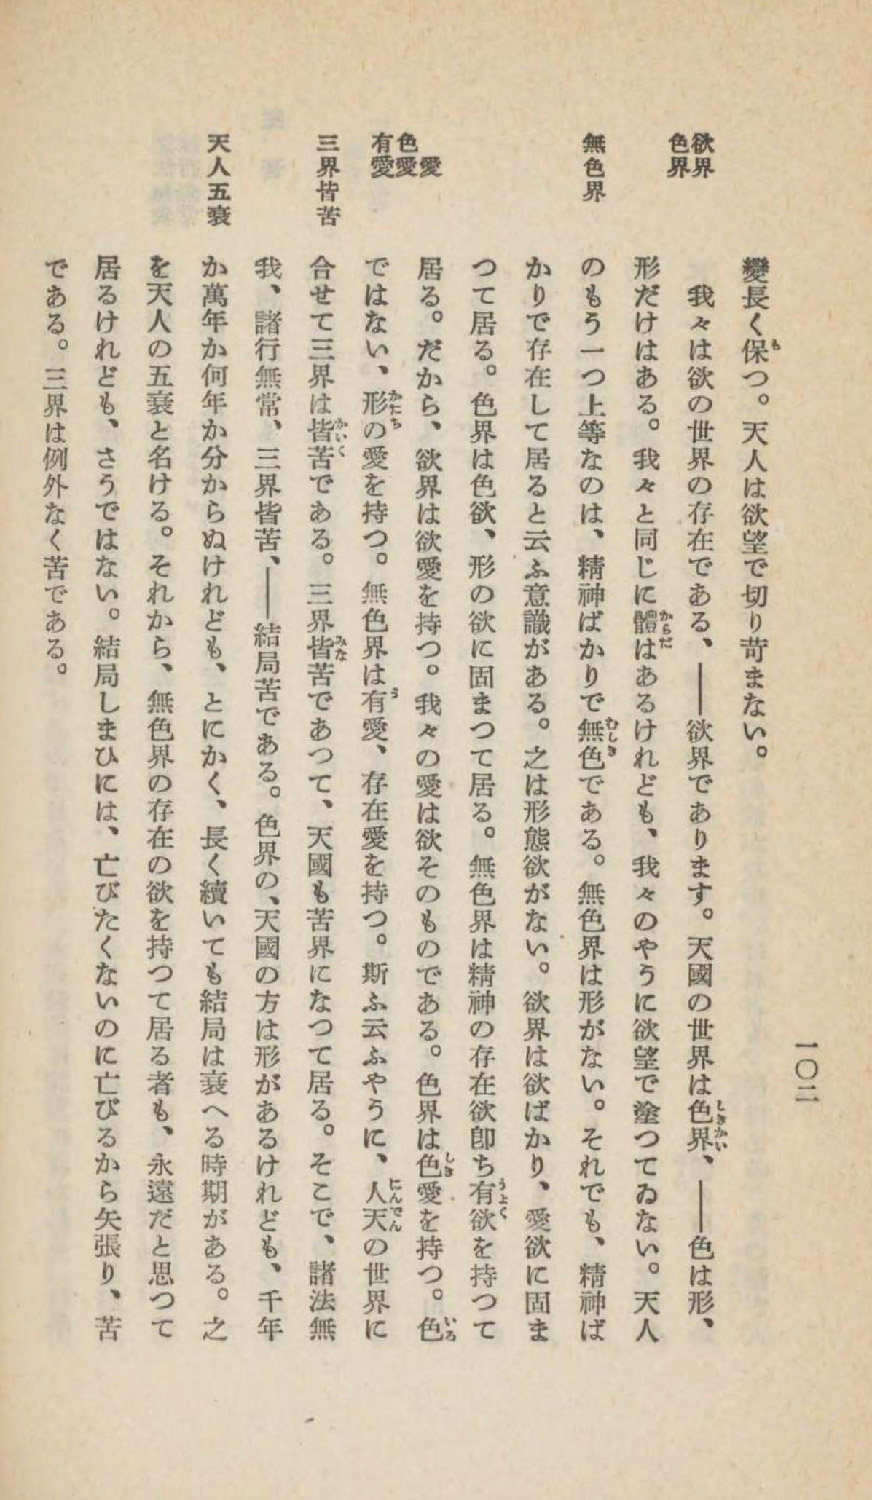 一〇二
變長く保つ。天人は欲望で切り苛まない。
欲界
色界
我々は欲の世界の存在である、――欲界であります。天國の世界は色界、――色は形、
形だけはある。我々と同じに體はあるけれども、我々のやうに欲望で塗つてゐない。天人
無色界
のもう一つ上等なのは、精神ばかりで無色である。無色界は形がない。それでも、精神ば
かりで存在して居ると云ふ意識がある。之は形態欲がない。欲界は欲ばかり、愛欲に固ま
つて居る。色界は色欲、形の欲に固まつて居る。無色界は精神の存在欲卽ち有欲を持つて
愛
色愛
有愛
居る。だから、欲界は欲愛を持つ。我々の愛は欲そのものである。色界は色愛を持つ。色
ではない、形の愛を持つ。無色界は有愛、存在愛を持つ。斯ふ云ふやうに、人天の世界に
三界皆苦
合せて三界は皆苦である。三界皆苦であつて、天國も苦界になつて居る。そこで、諸法無
我、諸行無常、三界皆苦、――結局苦である。色界の、天國の方は形があるけれども、千年
天人五衰
か萬年か何年か分からぬけれども、とにかく、長く續いても結局は衰へる時期がある。之
を天人の五衰と名ける。それから、無色界の存在の欲を持つて居る者も、永遠だと思つて
居るけれども、さうではない。結局しまひには、亡びたくないのに亡びるから矢張り、苦
である。三界は例外なく苦である。